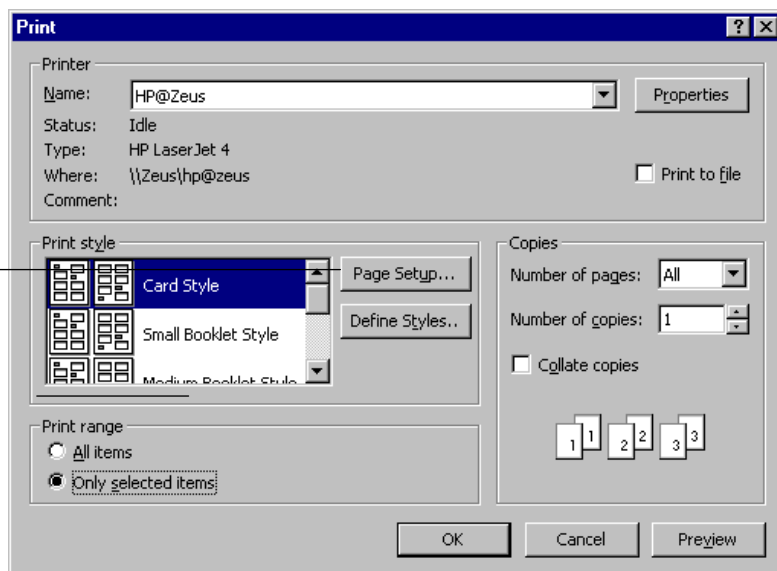 Print
Printer
Name: HP@Zeus Properties
Status: Idle
Type: HP LaserJet 4
Where: \\Zeus\hp@zeus Print to file
Comment:
Print style
Card Style
Small Booklet Style
Medium Booklet Style
Page Setup...
Define Styles..
Copies
Number of pages: All
Number of copies: 1
Collate copies
1 1 2 2 3 3
Print range
All items
Only selected items
OK Cancel Preview